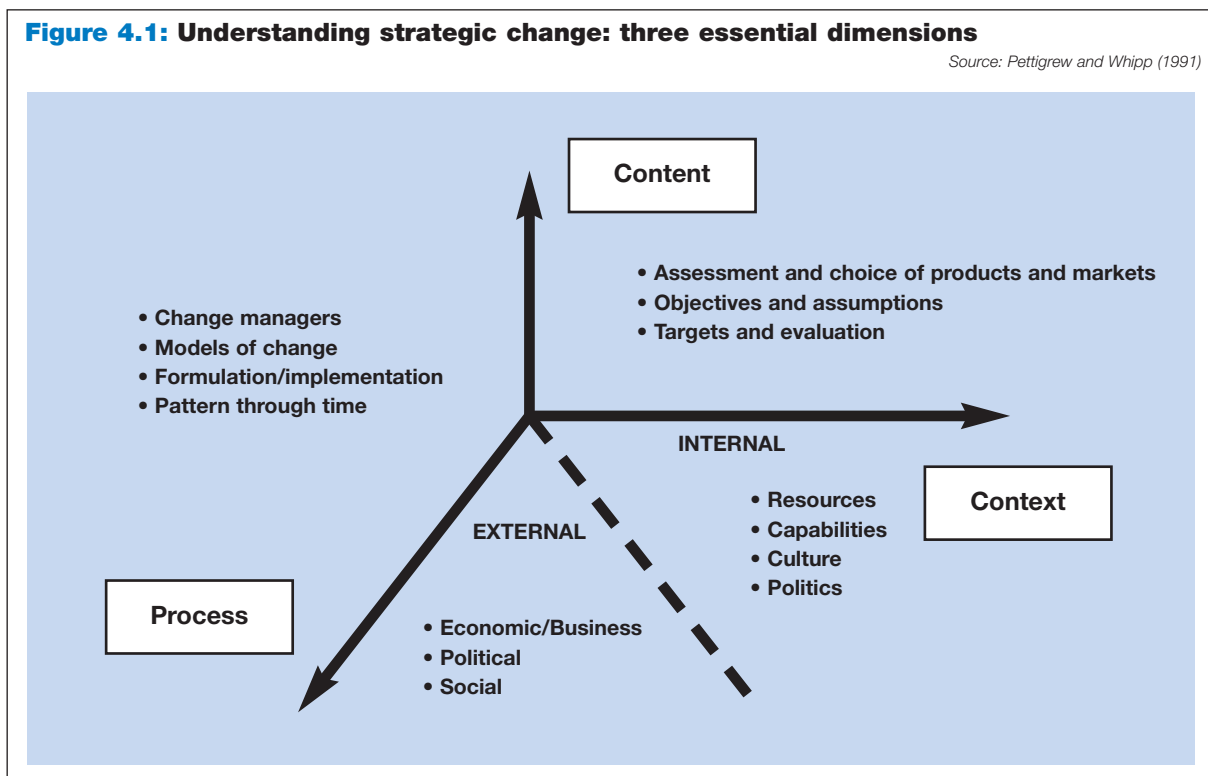 Figure 4.1: Understanding strategic change: three essential dimensions
Source: Pettigrew and Whipp (1991)
Content
• Assessment and choice of products and markets
• Objectives and assumptions
• Targets and evaluation
• Change managers
• Models of change
• Formulation/implementation
• Pattern through time
INTERNAL
Context
• Resources
• Capabilities
• Culture
• Politics
EXTERNAL
Process
• Economic/Business
• Political
• Social